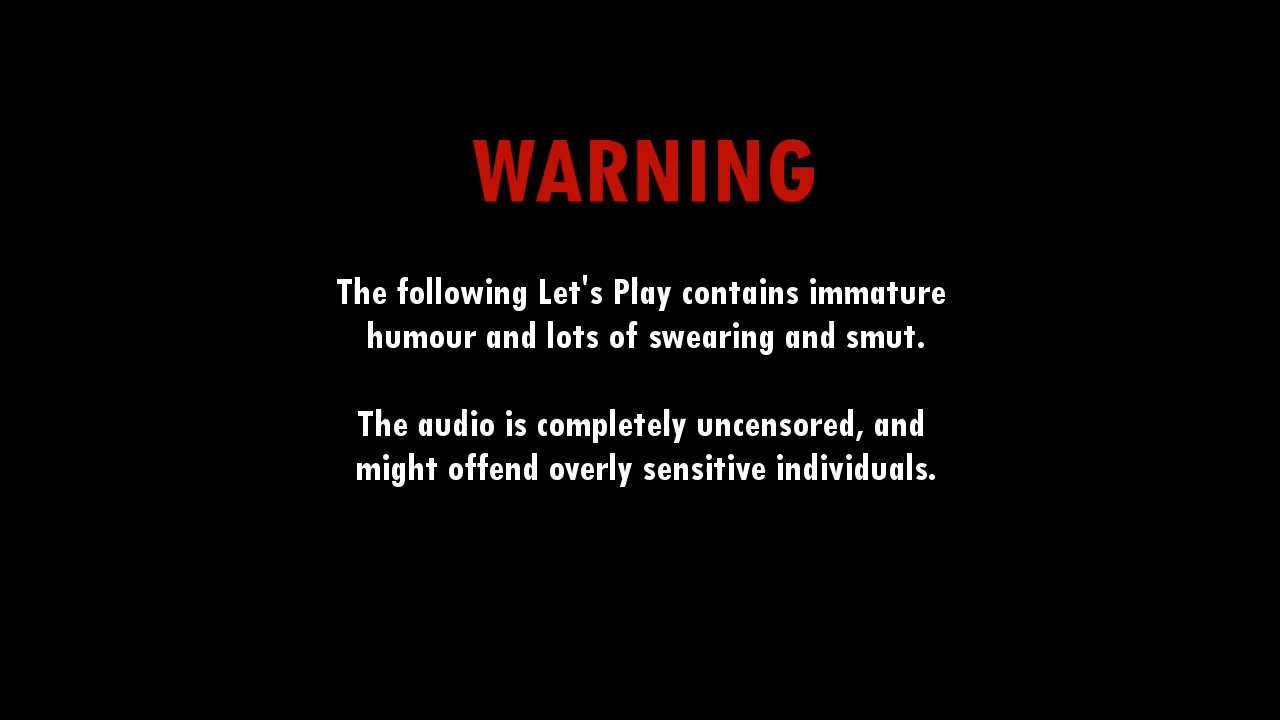 WARNING
The following Let's Play contains immature
humour and lots of swearing and smut.
The audio is completely uncensored, and
might offend overly sensitive individuals.